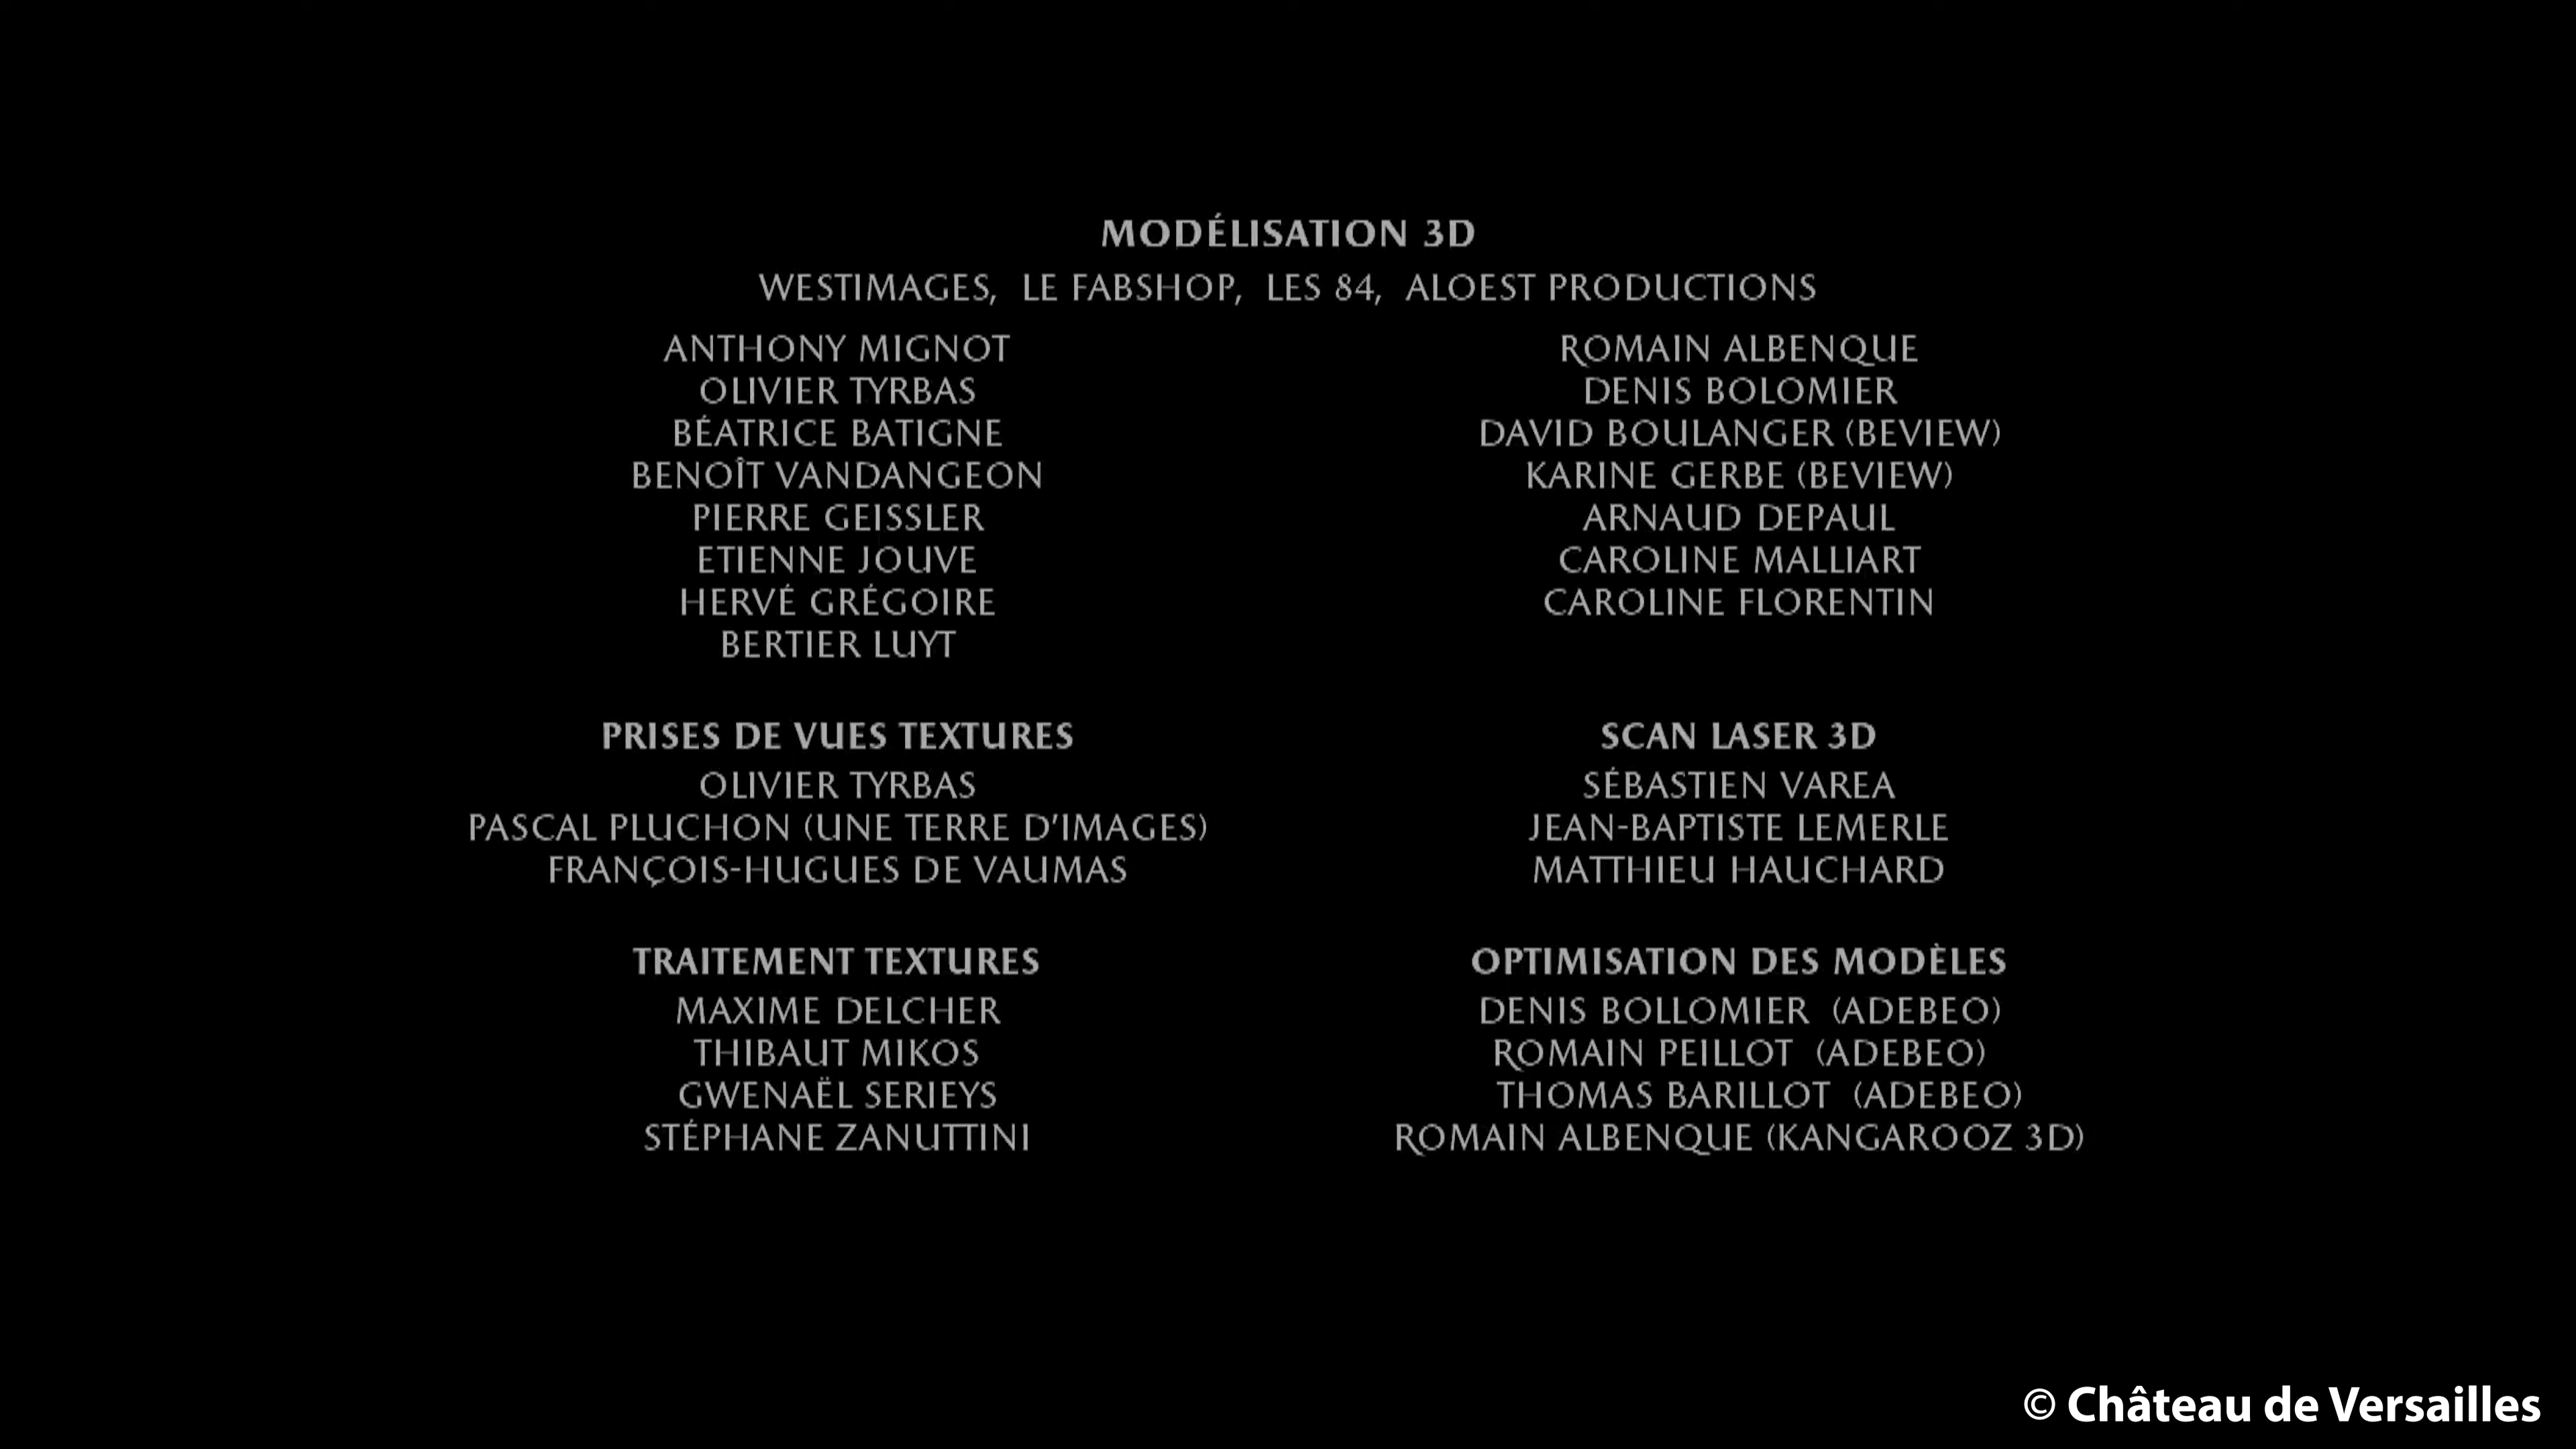 MODÉLISATION 3D
WESTIMAGES, LE FABSHOP, LES 84, ALOEST PRODUCTIONS
ANTHONY MIGNOT
OLIVIER TYRBAS
BÉATRICE BATIGNE
BENOÎT VANDANGEON
PIERRE GEISSLER
ETIENNE JOUVE
HERVÉ GRÉGOIRE
BERTIER LUYT
ROMAIN ALBENQUE
DENIS BOLOMIER
DAVID BOULANGER (BEVIEW)
KARINE GERBE (BEVIEW)
ARNAUD DEPAUL
CAROLINE MALLIART
CAROLINE FLORENTIN
PRISES DE VUES TEXTURES
OLIVIER TYRBAS
PASCAL PLUCHON (UNE TERRE D'IMAGES)
FRANÇOIS-HUGUES DE VAUMAS
SCAN LASER 3D
SÉBASTIEN VAREA
JEAN-BAPTISTE LEMERLE
MATTHIEU HAUCHARD
TRAITEMENT TEXTURES
MAXIME DELCHER
THIBAUT MIKOS
GWENAËL SERIEYS
STÉPHANE ZANUTTINI
OPTIMISATION DES MODÈLES
DENIS BOLLOMIER (ADEBEO)
ROMAIN PEILLOT (ADEBEO)
THOMAS BARILLOT (ADEBEO)
ROMAIN ALBENQUE (KANGAROOZ 3D)
© Château de Versailles